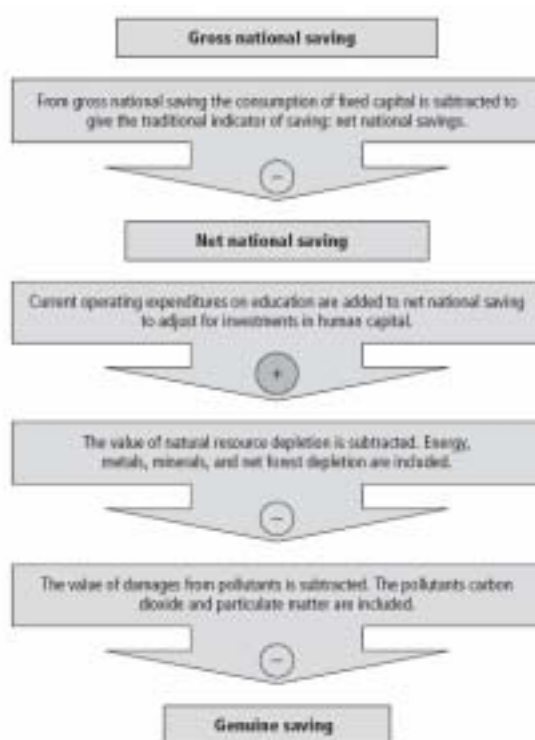 Gross national saving
From gross national saving the consumption of fixed capital is subtracted to
give the traditional indicator of saving: net national savings.
−
Net national saving
Current operating expenditures on education are added to net national saving
to adjust for investments in human capital.
+
The value of natural resource depletion is subtracted. Energy,
metals, minerals, and net forest depletion are included.
−
The value of damages from pollutants is subtracted. The pollutants carbon
dioxide and particulate matter are included.
−
Genuine saving